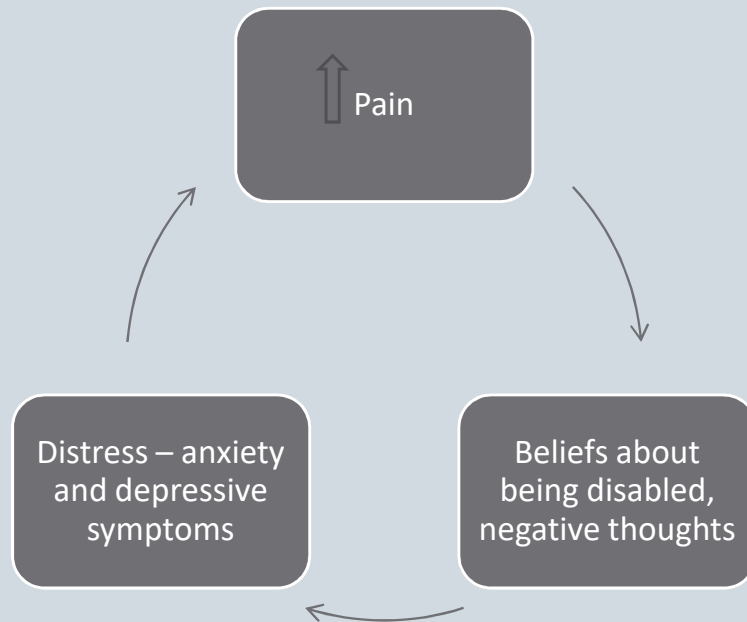 Pain
Beliefs about
being disabled,
negative thoughts
Distress – anxiety
and depressive
symptoms